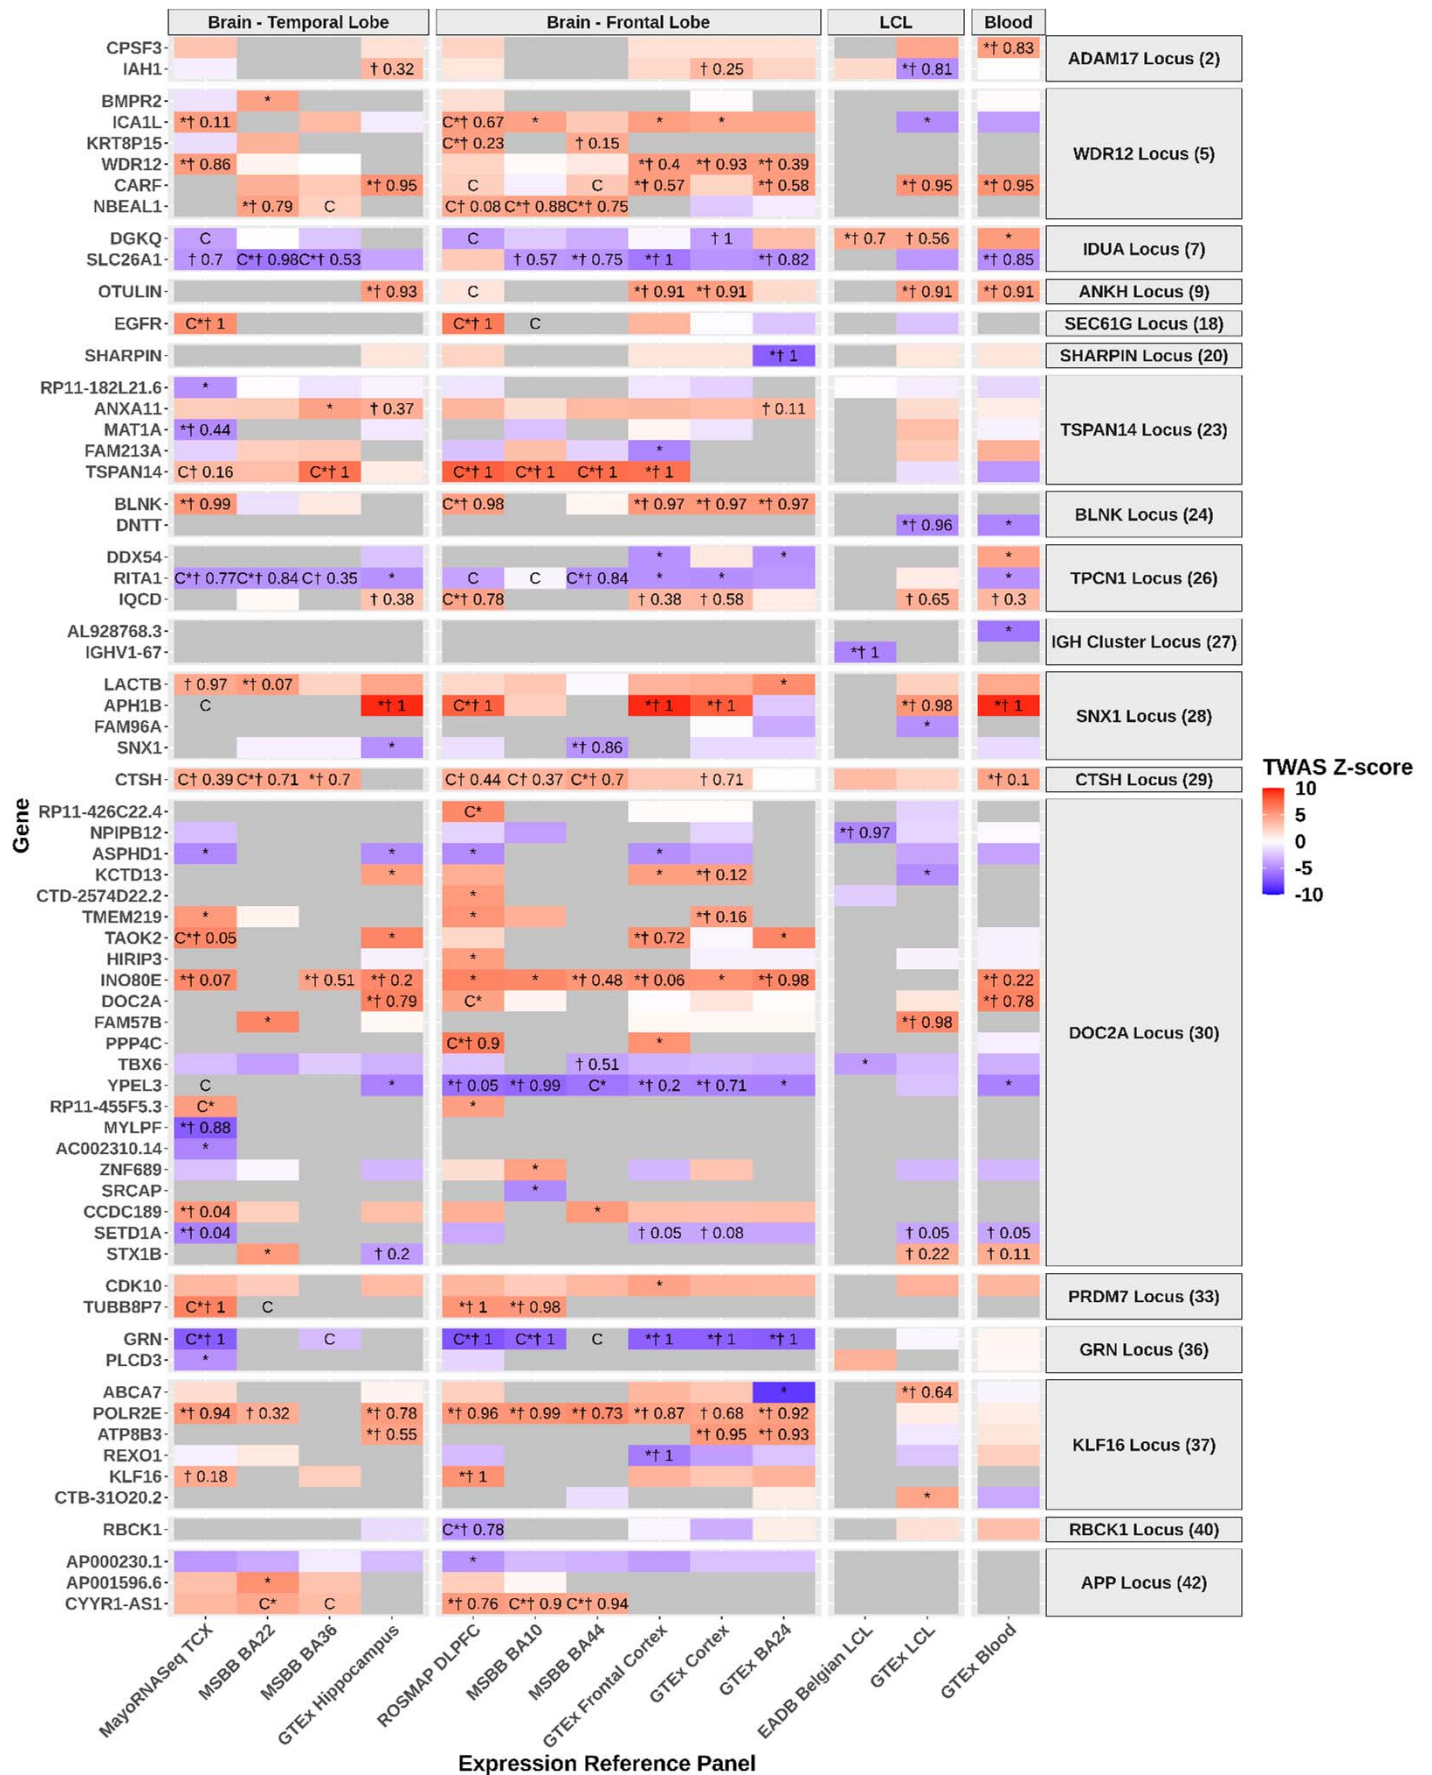 Brain - Temporal Lobe Brain - Frontal Lobe LCL Blood
CPSF3 *† 0.83
IAH1 † 0.32 † 0.25 *† 0.81
ADAM17 Locus (2)
BMPR2 *
ICA1L *† 0.11 C*† 0.67 * * * *
KRT8P15 C*† 0.23 † 0.15
WDR12 *† 0.86 *† 0.4 *† 0.93 *† 0.39
CARF *† 0.95 C C *† 0.57 *† 0.58 *† 0.95 *† 0.95
NBEAL1 *† 0.79 C C† 0.08 C*† 0.88 C*† 0.75
WDR12 Locus (5)
DGKQ C C † 1 *† 0.7 † 0.56 *
SLC26A1 † 0.7 C*† 0.98 C*† 0.53 † 0.57 *† 0.75 *† 1 *† 0.82 *† 0.85
IDUA Locus (7)
OTULIN *† 0.93 C *† 0.91 *† 0.91 *† 0.91 *† 0.91 ANKH Locus (9)
EGFR C*† 1 C*† 1 C SEC61G Locus (18)
SHARPIN *† 1 SHARPIN Locus (20)
RP11-182L21.6 *
ANXA11 * † 0.37 † 0.11
MAT1A *† 0.44
FAM213A *
TSPAN14 C† 0.16 C*† 1 C*† 1 C*† 1 C*† 1 *† 1
TSPAN14 Locus (23)
BLNK *† 0.99 C*† 0.98 *† 0.97 *† 0.97 *† 0.97
DNTT *† 0.96 *
BLNK Locus (24)
DDX54 * * *
RITA1 C*† 0.77 C*† 0.84 C† 0.35 * C C C*† 0.84 * * *
IQCD † 0.38 C*† 0.78 † 0.38 † 0.58 † 0.65 † 0.3
TPCN1 Locus (26)
AL928768.3 *
IGHV1-67 *† 1
IGH Cluster Locus (27)
LACTB † 0.97 *† 0.07 *
APH1B C *† 1 C*† 1 *† 1 *† 1 *† 0.98 *† 1
FAM96A *
SNX1 * *† 0.86
SNX1 Locus (28)
CTSH C† 0.39 C*† 0.71 *† 0.7 C† 0.44 C† 0.37 C*† 0.7 † 0.71 *† 0.1 CTSH Locus (29)
RP11-426C22.4 C*
NPIPB12 *† 0.97
ASPHD1 * * * *
KCTD13 * * *† 0.12 *
CTD-2574D22.2 *
TMEM219 * * *† 0.16
TAOK2 C*† 0.05 * *† 0.72 *
HIRIP3 *
INO80E *† 0.07 *† 0.51 *† 0.2 * * *† 0.48 *† 0.06 * *† 0.98 *† 0.22
DOC2A *† 0.79 C* *† 0.78
FAM57B * *† 0.98
PPP4C C*† 0.9 *
TBX6 † 0.51 *
YPEL3 C * *† 0.05 *† 0.99 C* *† 0.2 *† 0.71 * *
RP11-455F5.3 C* *
MYLPF *† 0.88
AC002310.14 *
ZNF689 *
SRCAP *
CCDC189 *† 0.04 *
SETD1A *† 0.04 † 0.05 † 0.08 † 0.05 † 0.05
STX1B * † 0.2 † 0.22 † 0.11
DOC2A Locus (30)
CDK10 *
TUBB8P7 C*† 1 C *† 1 *† 0.98
PRDM7 Locus (33)
GRN C*† 1 C C*† 1 C*† 1 C *† 1 *† 1 *† 1
PLCD3 *
GRN Locus (36)
ABCA7 * *† 0.64
POLR2E *† 0.94 † 0.32 *† 0.78 *† 0.96 *† 0.99 *† 0.73 *† 0.87 † 0.68 *† 0.92
ATP8B3 *† 0.55 *† 0.95 *† 0.93
REXO1 *† 1
KLF16 † 0.18 *† 1
CTB-31O20.2 *
KLF16 Locus (37)
RBCK1 C*† 0.78 RBCK1 Locus (40)
AP000230.1 *
AP001596.6 *
CYYR1-AS1 C* C *† 0.76 C*† 0.9 C*† 0.94
APP Locus (42)
Gene
MayoRNASeq TCX
MSBB BA22
MSBB BA36
GTEx Hippocampus
ROSMAP DLPFC
MSBB BA10
MSBB BA44
GTEx Frontal Cortex
GTEx Cortex
GTEx BA24
EADB Belgian LCL
GTEx LCL
GTEx Blood
Expression Reference Panel
TWAS Z-score
10
5
0
-5
-10